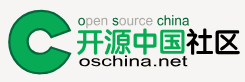 open source china
开源中国社区
oschina.net